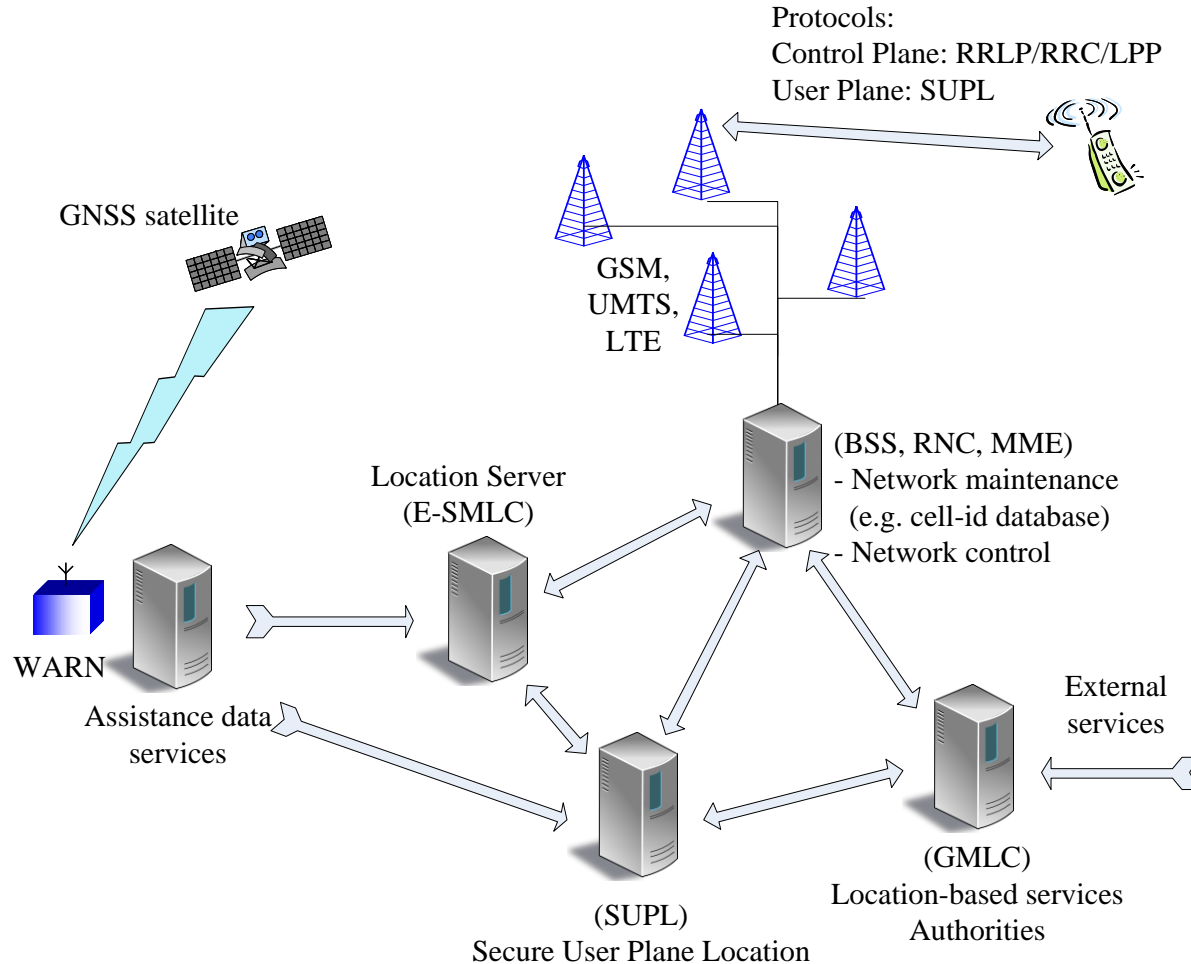 Protocols:
Control Plane: RRLP/RRC/LPP
User Plane: SUPL
GNSS satellite
GSM,
UMTS,
LTE
(BSS, RNC, MME)
- Network maintenance
(e.g. cell-id database)
- Network control
Location Server
(E-SMLC)
WARN
Assistance data
services
External
services
(GMLC)
Location-based services
Authorities
(SUPL)
Secure User Plane Location